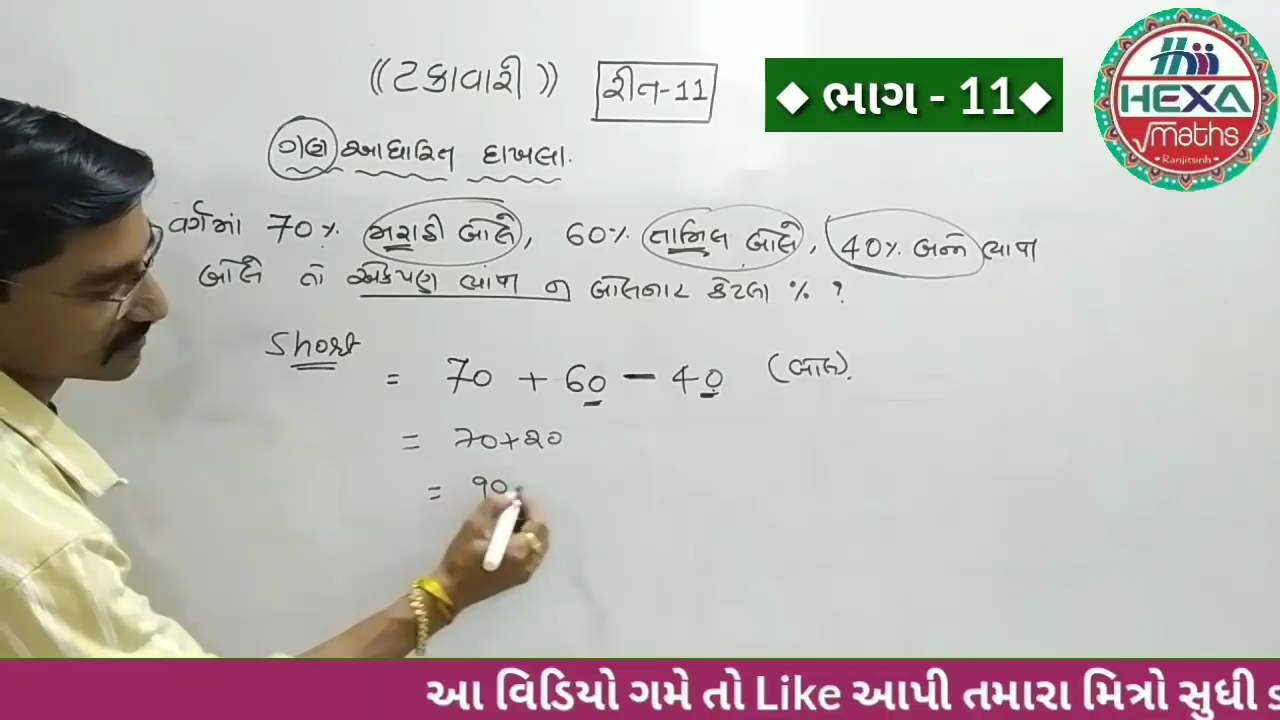 ((ટકાવારી)) રીત-11
◆ ભાગ - 11◆
HEXA
maths
Ranjitsinh
ગણ આધારિત દાખલા.
વર્ગમાં 70% મરાઠી બોલે, 60% તામિલ બોલે, 40% બન્ને ભાષા
બોલે તો એકપણ ભાષા ન બોલનાર કેટલા % ?
Short
= 70 + 60 - 40 (બોલે).
= 70+20
= 90
આ વિડિયો ગમે તો Like આપી તમારા મિત્રો સુધી s